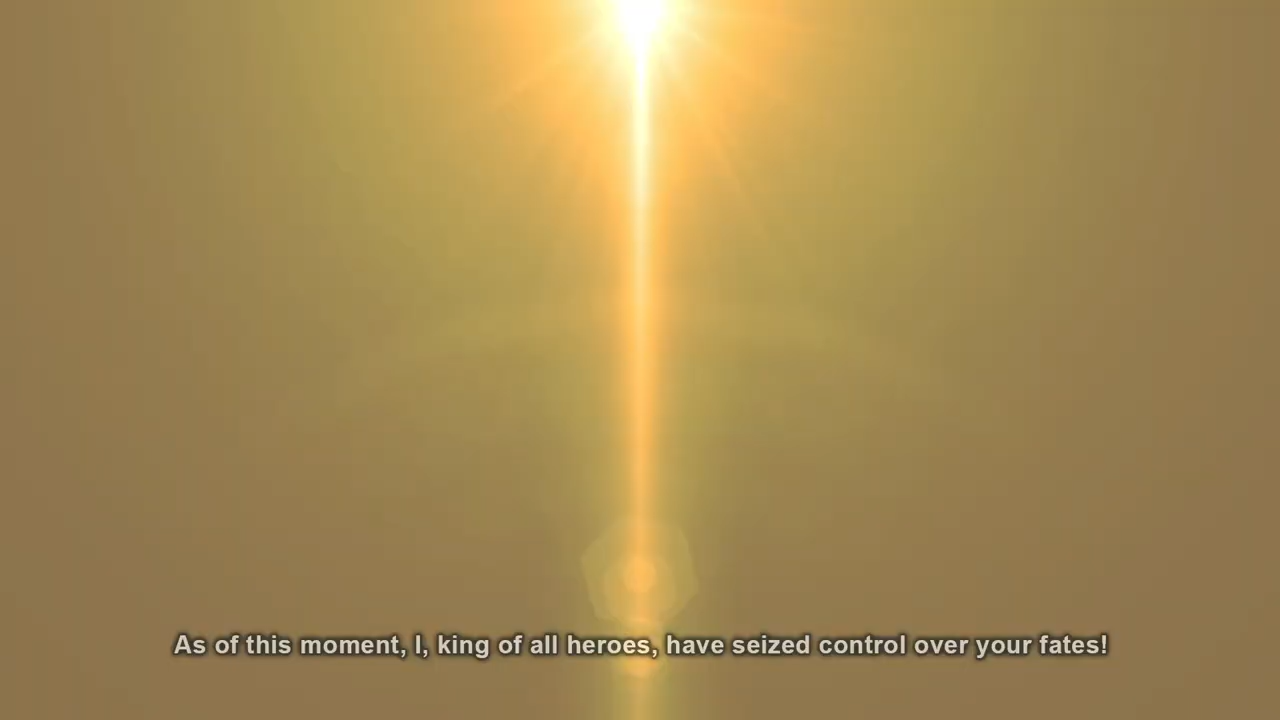 As of this moment, I, king of all heroes, have seized control over your fates!